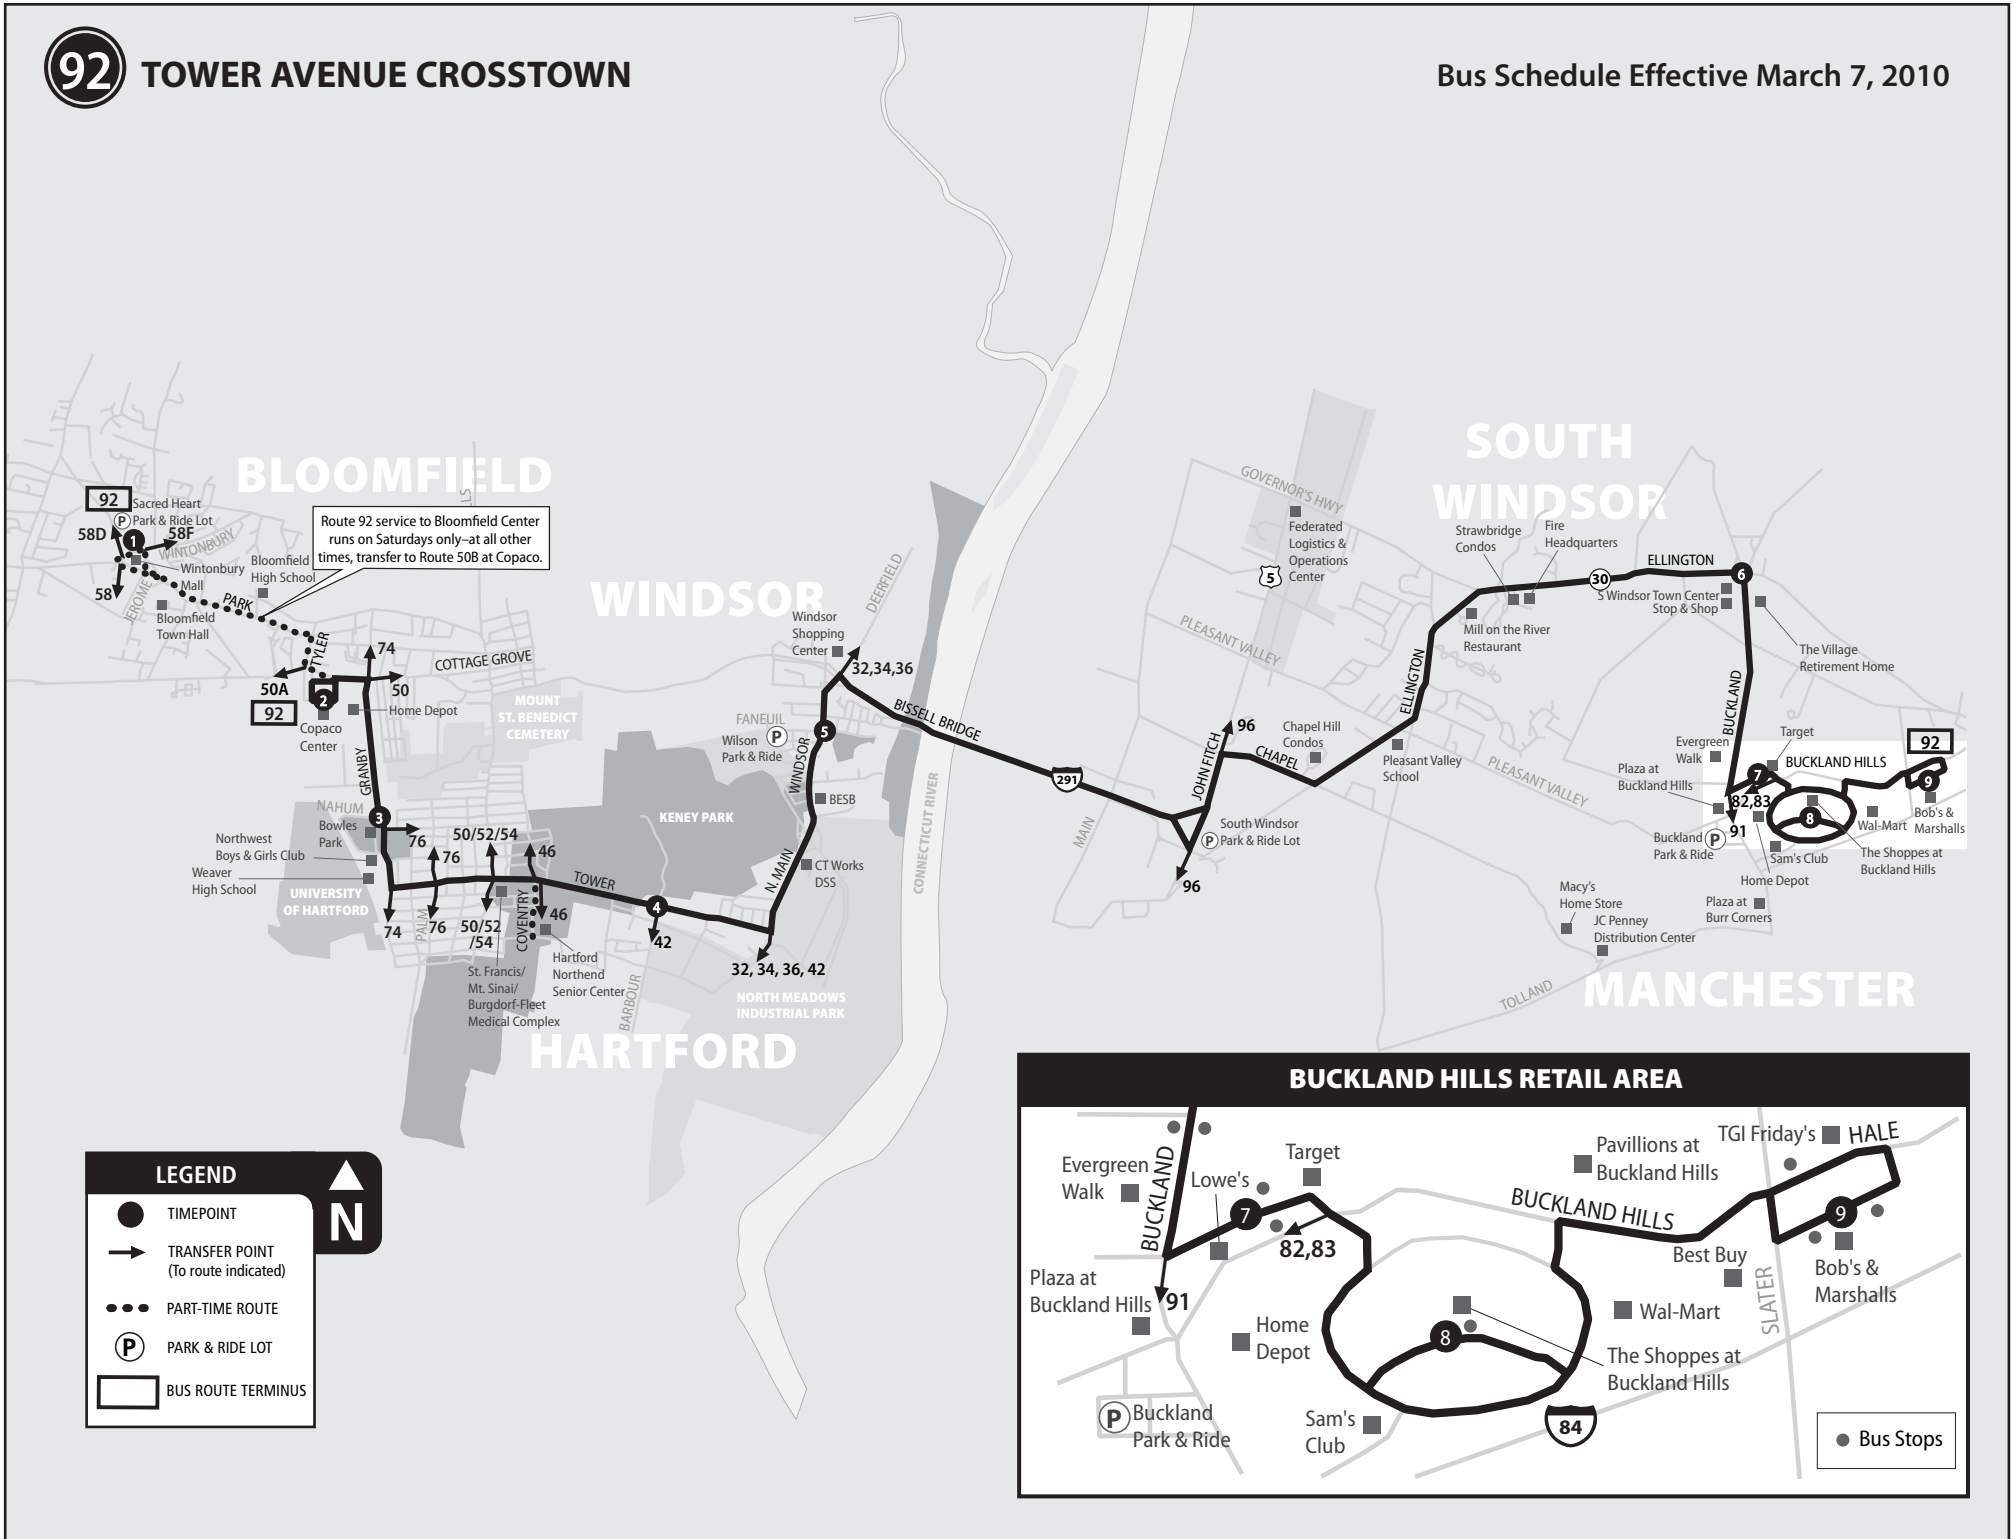 92 TOWER AVENUE CROSSTOWN
Bus Schedule Effective March 7, 2010
BLOOMFIELD
WINDSOR
SOUTH
WINDSOR
HARTFORD
MANCHESTER
92
Sacred Heart
P Park & Ride Lot
58D
1
58F
WINTONBURY
Wintonbury
Mall
58
JEROME
Bloomfield
Town Hall
Bloomfield
High School
PARK
ST
Route 92 service to Bloomfield Center
runs on Saturdays only–at all other
times, transfer to Route 50B at Copaco.
TYLER
74
COTTAGE GROVE
50A
50
92
2
Home Depot
Copaco
Center
GRANBY
MOUNT
ST. BENEDICT
CEMETERY
NAHUM
3
Bowles
Park
76
Northwest
Boys & Girls Club
Weaver
High School
UNIVERSITY
OF HARTFORD
74
76
76
PALM
50/52/54
50/52
/54
46
46
COVENTRY
TOWER
St. Francis/
Mt. Sinai/
Burgdorf-Fleet
Medical Complex
Hartford
Northend
Senior Center
BARBOUR
4
42
KENEY PARK
32, 34, 36, 42
NORTH MEADOWS
INDUSTRIAL PARK
N. MAIN
CT Works
DSS
BESB
WINDSOR
5
FANEUIL
Wilson
Park & Ride
P
Windsor
Shopping
Center
DEERFIELD
32,34,36
BISSELL BRIDGE
CONNECTICUT RIVER
291
MAIN
JOHN FITCH
96
96
South Windsor
P Park & Ride Lot
CHAPEL
Chapel Hill
Condos
PLEASANT VALLEY
GOVERNOR'S HWY
Federated
Logistics &
Operations
Center
5
ELLINGTON
Pleasant Valley
School
PLEASANT VALLEY
Strawbridge
Condos
Fire
Headquarters
Mill on the River
Restaurant
30
ELLINGTON
6
S Windsor Town Center
Stop & Shop
The Village
Retirement Home
BUCKLAND
Evergreen
Walk
Target
Plaza at
Buckland Hills
BUCKLAND HILLS
92
7
82,83
91
8
9
Wal-Mart
Bob's &
Marshalls
Buckland
Park & Ride
P
Sam's Club
The Shoppes at
Buckland Hills
Home Depot
Plaza at
Burr Corners
Macy's
Home Store
JC Penney
Distribution Center
TOLLAND
LEGEND
N
TIMEPOINT
TRANSFER POINT
(To route indicated)
PART-TIME ROUTE
P PARK & RIDE LOT
BUS ROUTE TERMINUS
BUCKLAND HILLS RETAIL AREA
Evergreen
Walk
BUCKLAND
Lowe's
Target
7
82,83
Plaza at
Buckland Hills
91
Home
Depot
P Buckland
Park & Ride
Sam's
Club
8
The Shoppes at
Buckland Hills
84
BUCKLAND HILLS
Pavillions at
Buckland Hills
TGI Friday's
HALE
9
Best Buy
Wal-Mart
SLATER
Bob's &
Marshalls
Bus Stops